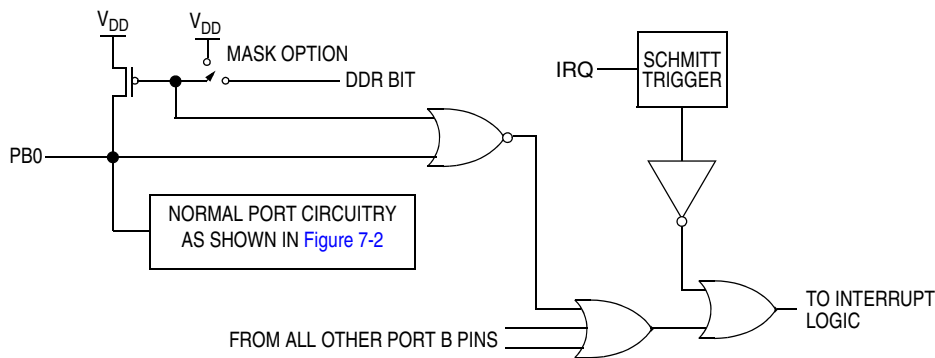 VDD
VDD
MASK OPTION
DDR BIT
IRQ
SCHMITT
TRIGGER
PB0
NORMAL PORT CIRCUITRY
AS SHOWN IN Figure 7-2
FROM ALL OTHER PORT B PINS
TO INTERRUPT
LOGIC